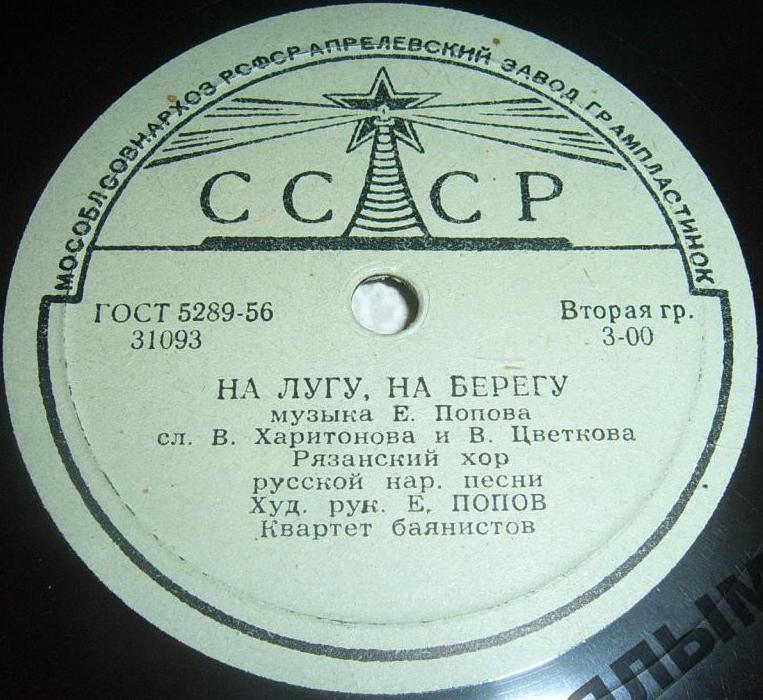 МОСОБЛСОВНАРХОЗ РСФСР АПРЕЛЕВСКИЙ ЗАВОД ГРАМПЛАСТИНОК
СССР
ГОСТ 5289-56
31093
Вторая гр.
3-00
НА ЛУГУ, НА БЕРЕГУ
музыка Е. Попова
сл. В. Харитонова и В. Цветкова
Рязанский хор
русской нар. песни
Худ. рук. Е. ПОПОВ
Квартет баянистов